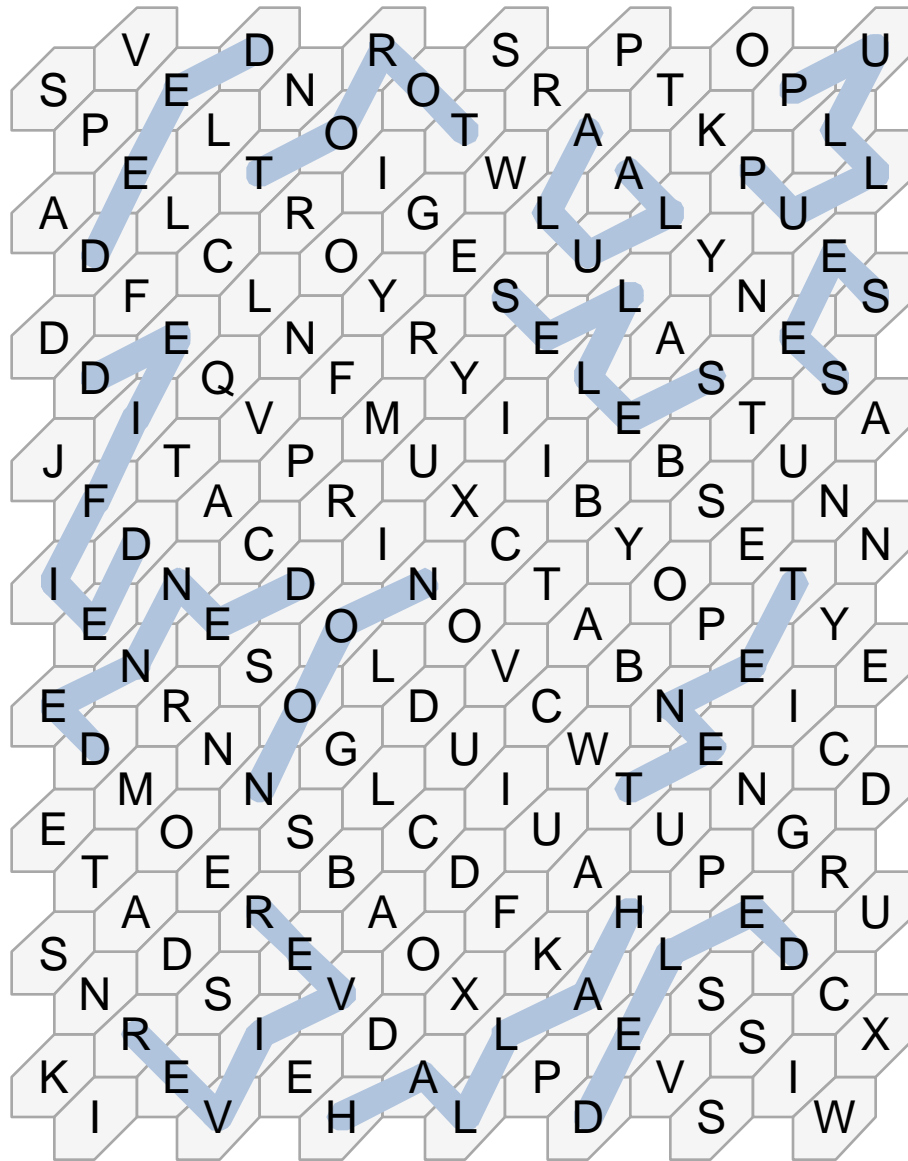 V D R S P O U
S E N O R T P
P L O T A K L
E T I W A P L
A L R G L L U
D C O E U Y E
F L Y S L N S
D E N R E A E
D Q F Y L S S
I V M I E T A
J T P U I B U
F A R X B S N
D C I C Y E N
I N D N T O T
E E O O A P Y
N S L V B E E
E R O D C N I
D N G U W E C
M N L I T N D
E O S C U U G
T E B D A P R
A R A F H E U
S D E O K L D
N S V X A S C
R I D L E S X
K E E A P V I
I V H L D S W